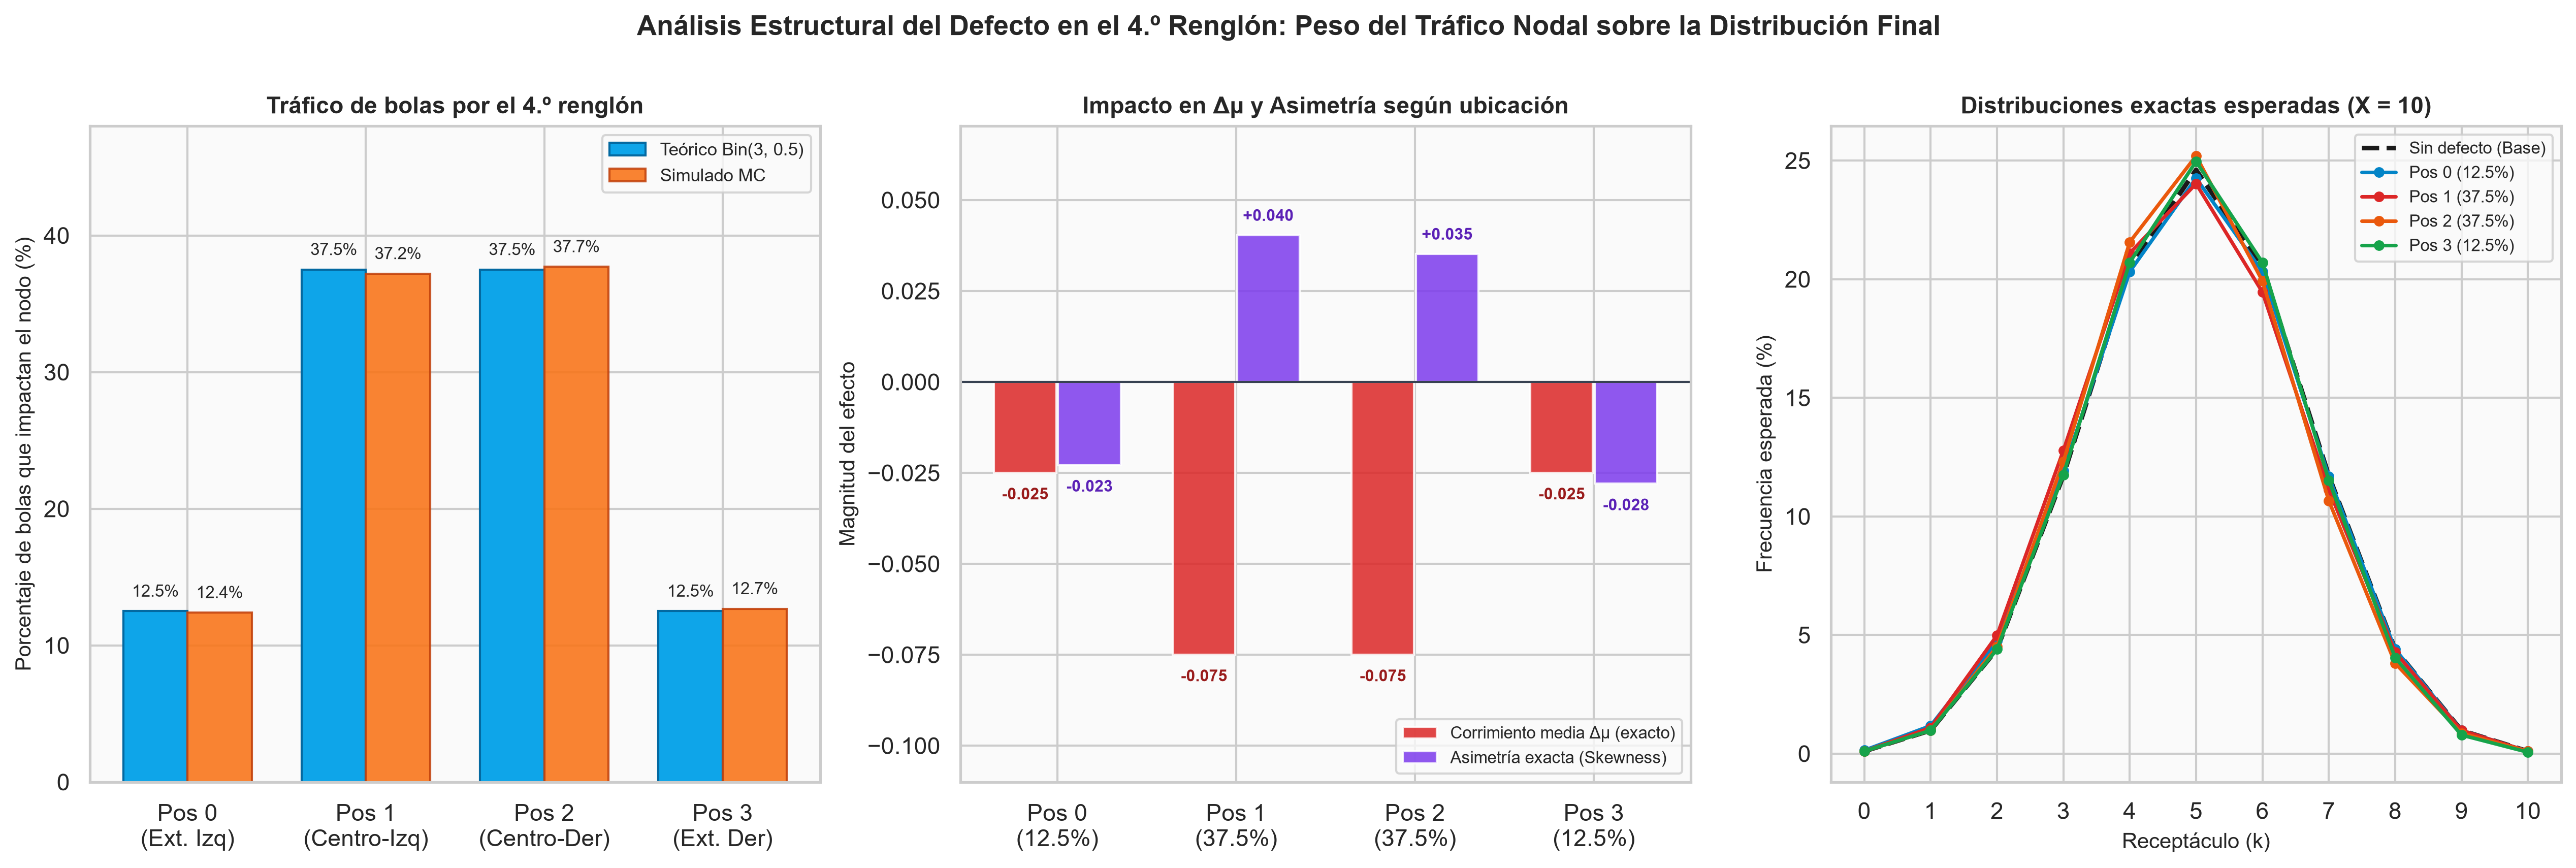 Análisis Estructural del Defecto en el 4.º Renglón: Peso del Tráfico Nodal sobre la Distribución Final
Tráfico de bolas por el 4.º renglón
Porcentaje de bolas que impactan el nodo (%)
40
30
20
10
0
Teórico Bin(3, 0.5)
Simulado MC
12.5%
12.4%
37.5%
37.2%
37.5%
37.7%
12.5%
12.7%
Pos 0
(Ext. Izq)
Pos 1
(Centro-Izq)
Pos 2
(Centro-Der)
Pos 3
(Ext. Der)
Impacto en Δμ y Asimetría según ubicación
Magnitud del efecto
0.050
0.025
0.000
−0.025
−0.050
−0.075
−0.100
-0.025
-0.023
-0.075
+0.040
-0.075
+0.035
-0.025
-0.028
Corrimiento media Δμ (exacto)
Asimetría exacta (Skewness)
Pos 0
(12.5%)
Pos 1
(37.5%)
Pos 2
(37.5%)
Pos 3
(12.5%)
Distribuciones exactas esperadas (X = 10)
Frecuencia esperada (%)
25
20
15
10
5
0
Sin defecto (Base)
Pos 0 (12.5%)
Pos 1 (37.5%)
Pos 2 (37.5%)
Pos 3 (12.5%)
0 1 2 3 4 5 6 7 8 9 10
Receptáculo (k)